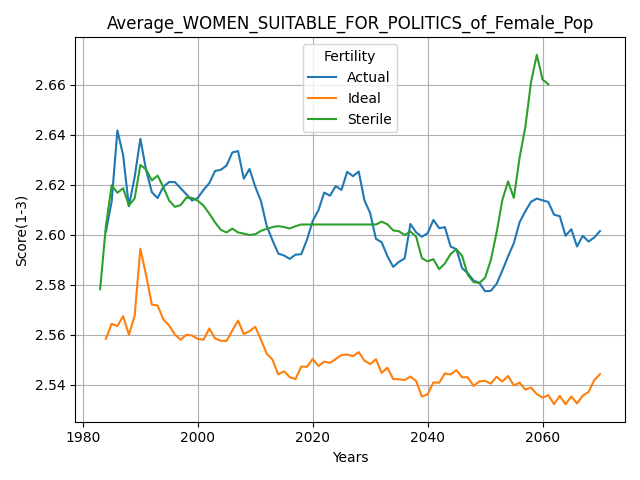 Average_WOMEN_SUITABLE_FOR_POLITICS_of_Female_Pop
Fertility
Actual
Ideal
Sterile
Score(1-3)
2.66
2.64
2.62
2.60
2.58
2.56
2.54
1980
2000
2020
2040
2060
Years